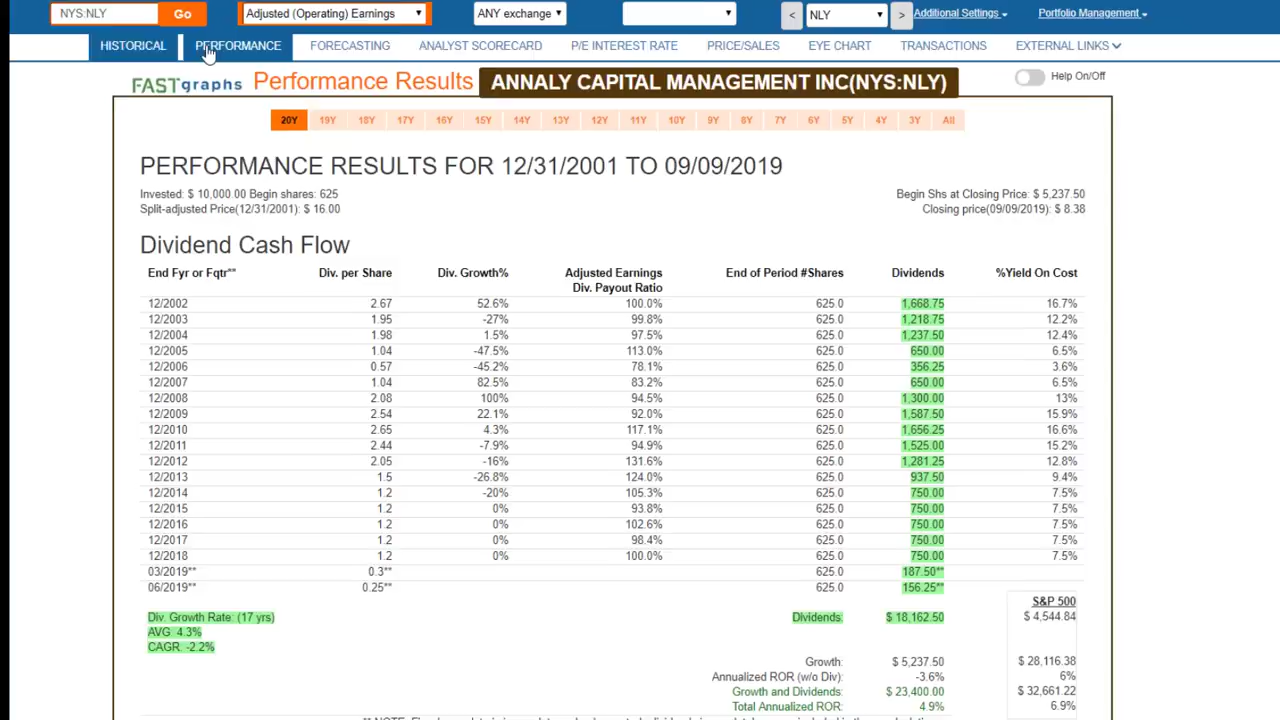 NYS:NLY Go Adjusted (Operating) Earnings ANY exchange < NLY > Additional Settings Portfolio Management
HISTORICAL PERFORMANCE FORECASTING ANALYST SCORECARD P/E INTEREST RATE PRICE/SALES EYE CHART TRANSACTIONS EXTERNAL LINKS
FASTgraphs Performance Results ANNALY CAPITAL MANAGEMENT INC(NYS:NLY) Help On/Off
20Y 19Y 18Y 17Y 16Y 15Y 14Y 13Y 12Y 11Y 10Y 9Y 8Y 7Y 6Y 5Y 4Y 3Y All
PERFORMANCE RESULTS FOR 12/31/2001 TO 09/09/2019
Invested: $ 10,000.00 Begin shares: 625 Begin Shs at Closing Price: $ 5,237.50
Split-adjusted Price(12/31/2001): $ 16.00 Closing price(09/09/2019): $ 8.38
Dividend Cash Flow
End Fyr or Fqtr** Div. per Share Div. Growth% Adjusted Earnings End of Period #Shares Dividends %Yield On Cost
Div. Payout Ratio
12/2002 2.67 52.6% 100.0% 625.0 1,668.75 16.7%
12/2003 1.95 -27% 99.8% 625.0 1,218.75 12.2%
12/2004 1.98 1.5% 97.5% 625.0 1,237.50 12.4%
12/2005 1.04 -47.5% 113.0% 625.0 650.00 6.5%
12/2006 0.57 -45.2% 78.1% 625.0 356.25 3.6%
12/2007 1.04 82.5% 83.2% 625.0 650.00 6.5%
12/2008 2.08 100% 94.5% 625.0 1,300.00 13%
12/2009 2.54 22.1% 92.0% 625.0 1,587.50 15.9%
12/2010 2.65 4.3% 117.1% 625.0 1,656.25 16.6%
12/2011 2.44 -7.9% 94.9% 625.0 1,525.00 15.2%
12/2012 2.05 -16% 131.6% 625.0 1,281.25 12.8%
12/2013 1.5 -26.8% 124.0% 625.0 937.50 9.4%
12/2014 1.2 -20% 105.3% 625.0 750.00 7.5%
12/2015 1.2 0% 93.8% 625.0 750.00 7.5%
12/2016 1.2 0% 102.6% 625.0 750.00 7.5%
12/2017 1.2 0% 98.4% 625.0 750.00 7.5%
12/2018 1.2 0% 100.0% 625.0 750.00 7.5%
03/2019** 0.3** 625.0 187.50**
06/2019** 0.25** 625.0 156.25**
S&P 500
Div. Growth Rate: (17 yrs) Dividends: $ 18,162.50 $ 4,544.84
AVG 4.3%
CAGR -2.2%
Growth: $ 5,237.50 $ 28,116.38
Annualized ROR (w/o Div): -3.6% 6%
Growth and Dividends: $ 23,400.00 $ 32,661.22
Total Annualized ROR: 4.9% 6.9%